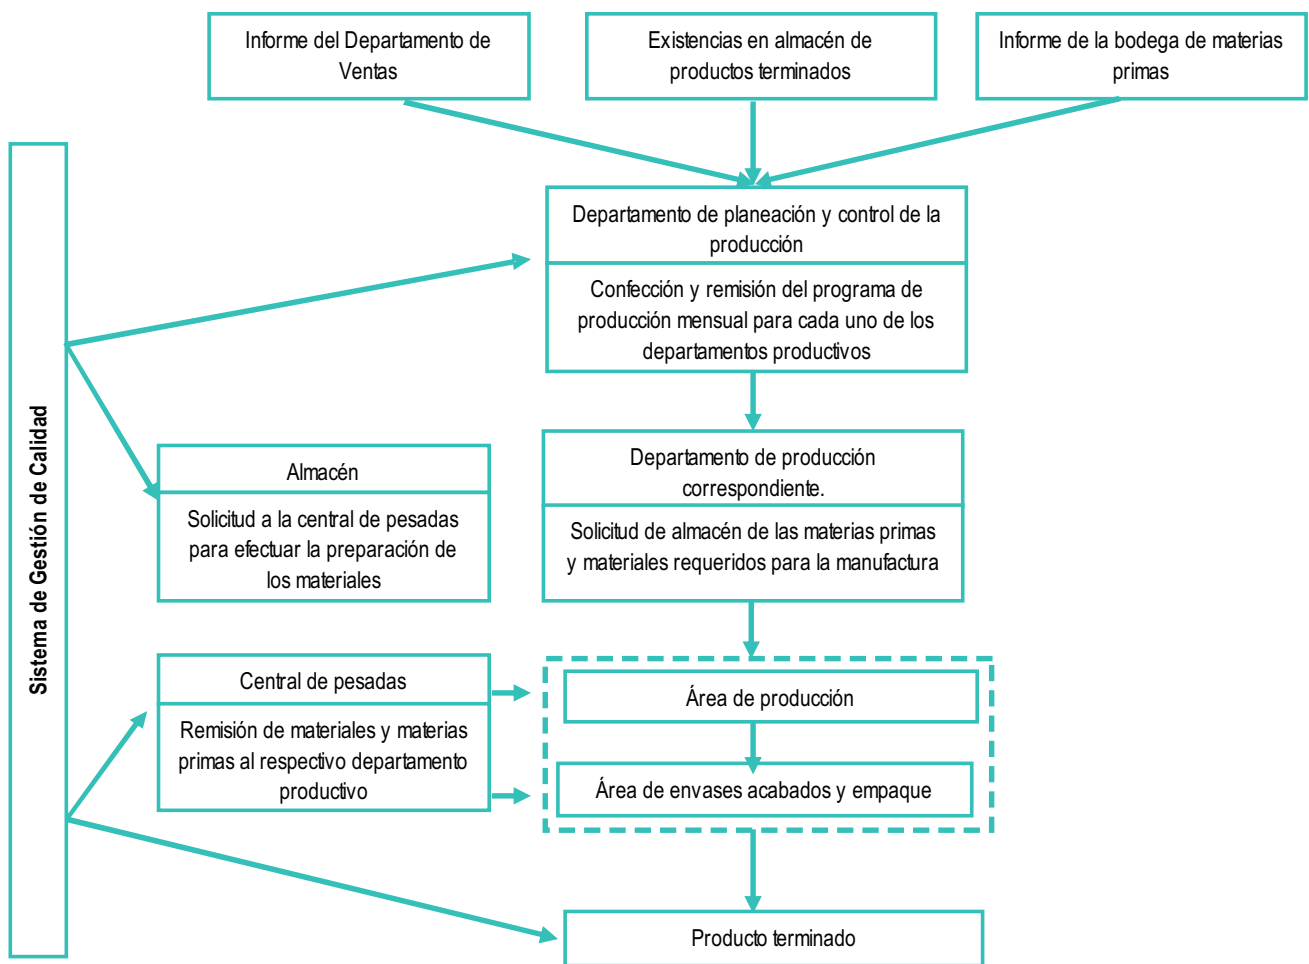 Informe del Departamento de
Ventas
Existencias en almacén de
productos terminados
Informe de la bodega de materias
primas
Sistema de Gestión de Calidad
Departamento de planeación y control de la
producción
Confección y remisión del programa de
producción mensual para cada uno de los
departamentos productivos
Almacén
Solicitud a la central de pesadas
para efectuar la preparación de
los materiales
Departamento de producción
correspondiente.
Solicitud de almacén de las materias primas
y materiales requeridos para la manufactura
Central de pesadas
Remisión de materiales y materias
primas al respectivo departamento
productivo
Área de producción
Área de envases acabados y empaque
Producto terminado